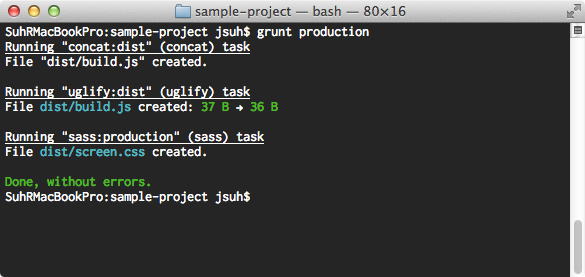 sample-project — bash — 80×16
SuhRMacBookPro:sample-project jsuh$ grunt production
Running "concat:dist" (concat) task
File "dist/build.js" created.
Running "uglify:dist" (uglify) task
File dist/build.js created: 37 B → 36 B
Running "sass:production" (sass) task
File dist/screen.css created.
Done, without errors.
SuhRMacBookPro:sample-project jsuh$